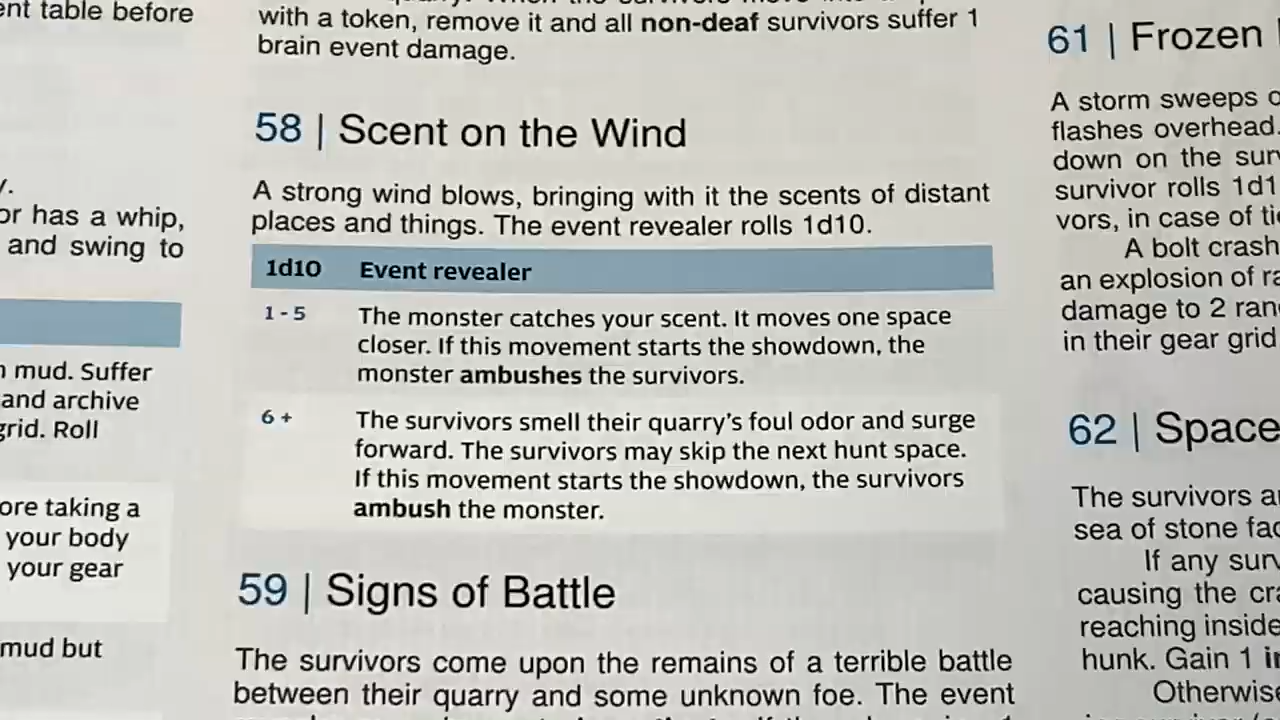 ent table before
y.
or has a whip,
and swing to
n mud. Suffer
and archive
grid. Roll
ore taking a
your body
your gear
mud but
with a token, remove it and all non-deaf survivors suffer 1
brain event damage.
58 | Scent on the Wind
A strong wind blows, bringing with it the scents of distant
places and things. The event revealer rolls 1d10.
1d10 Event revealer
1 - 5 The monster catches your scent. It moves one space
closer. If this movement starts the showdown, the
monster ambushes the survivors.
6 + The survivors smell their quarry's foul odor and surge
forward. The survivors may skip the next hunt space.
If this movement starts the showdown, the survivors
ambush the monster.
59 | Signs of Battle
The survivors come upon the remains of a terrible battle
between their quarry and some unknown foe. The event
61 | Frozen
A storm sweeps
flashes overhead.
down on the sur
survivor rolls 1d1
vors, in case of ti
A bolt crash
an explosion of ra
damage to 2 ran
in their gear grid
62 | Space
The survivors a
sea of stone fac
If any surv
causing the cra
reaching inside
hunk. Gain 1 in
Otherwise